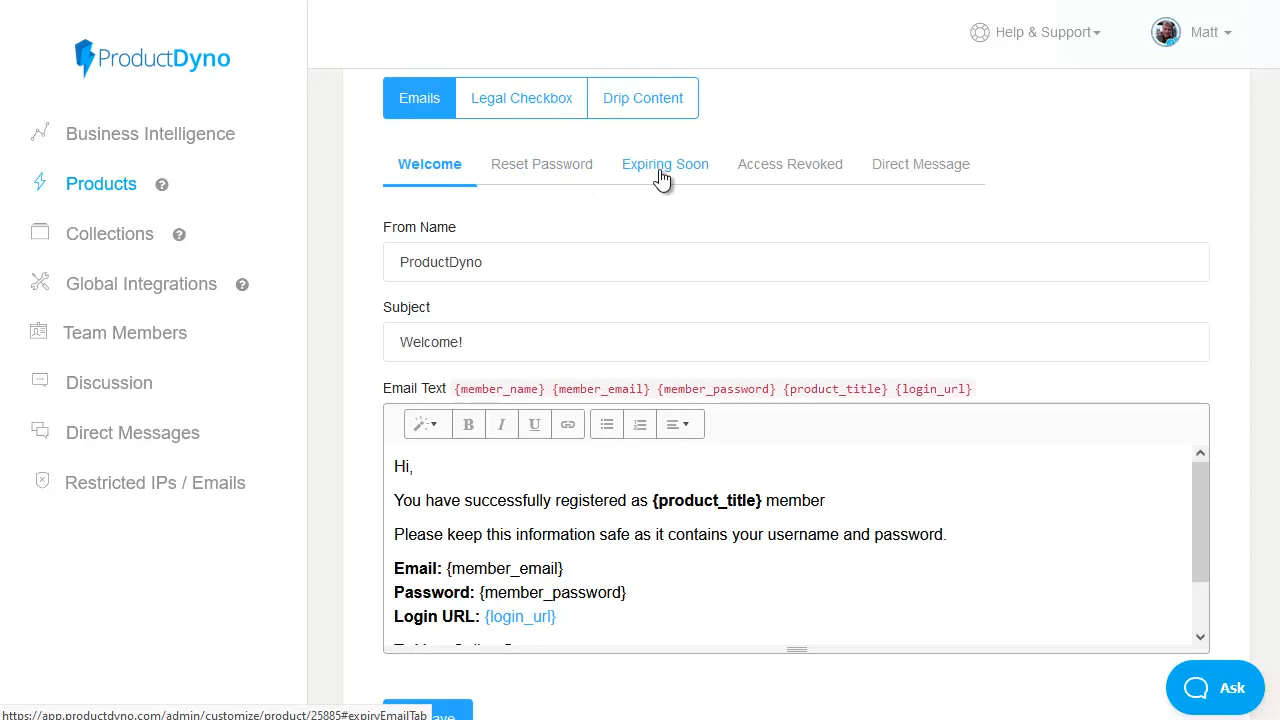 Help & Support
Matt
ProductDyno
Business Intelligence
Products
Collections
Global Integrations
Team Members
Discussion
Direct Messages
Restricted IPs / Emails
Emails
Legal Checkbox
Drip Content
Welcome
Reset Password
Expiring Soon
Access Revoked
Direct Message
From Name
ProductDyno
Subject
Welcome!
Email Text {member_name} {member_email} {member_password} {product_title} {login_url}
B I U
Hi,
You have successfully registered as {product_title} member
Please keep this information safe as it contains your username and password.
Email: {member_email}
Password: {member_password}
Login URL: {login_url}
Ask
https://app.productdyno.com/admin/customize/product/25885#expiryEmailTab